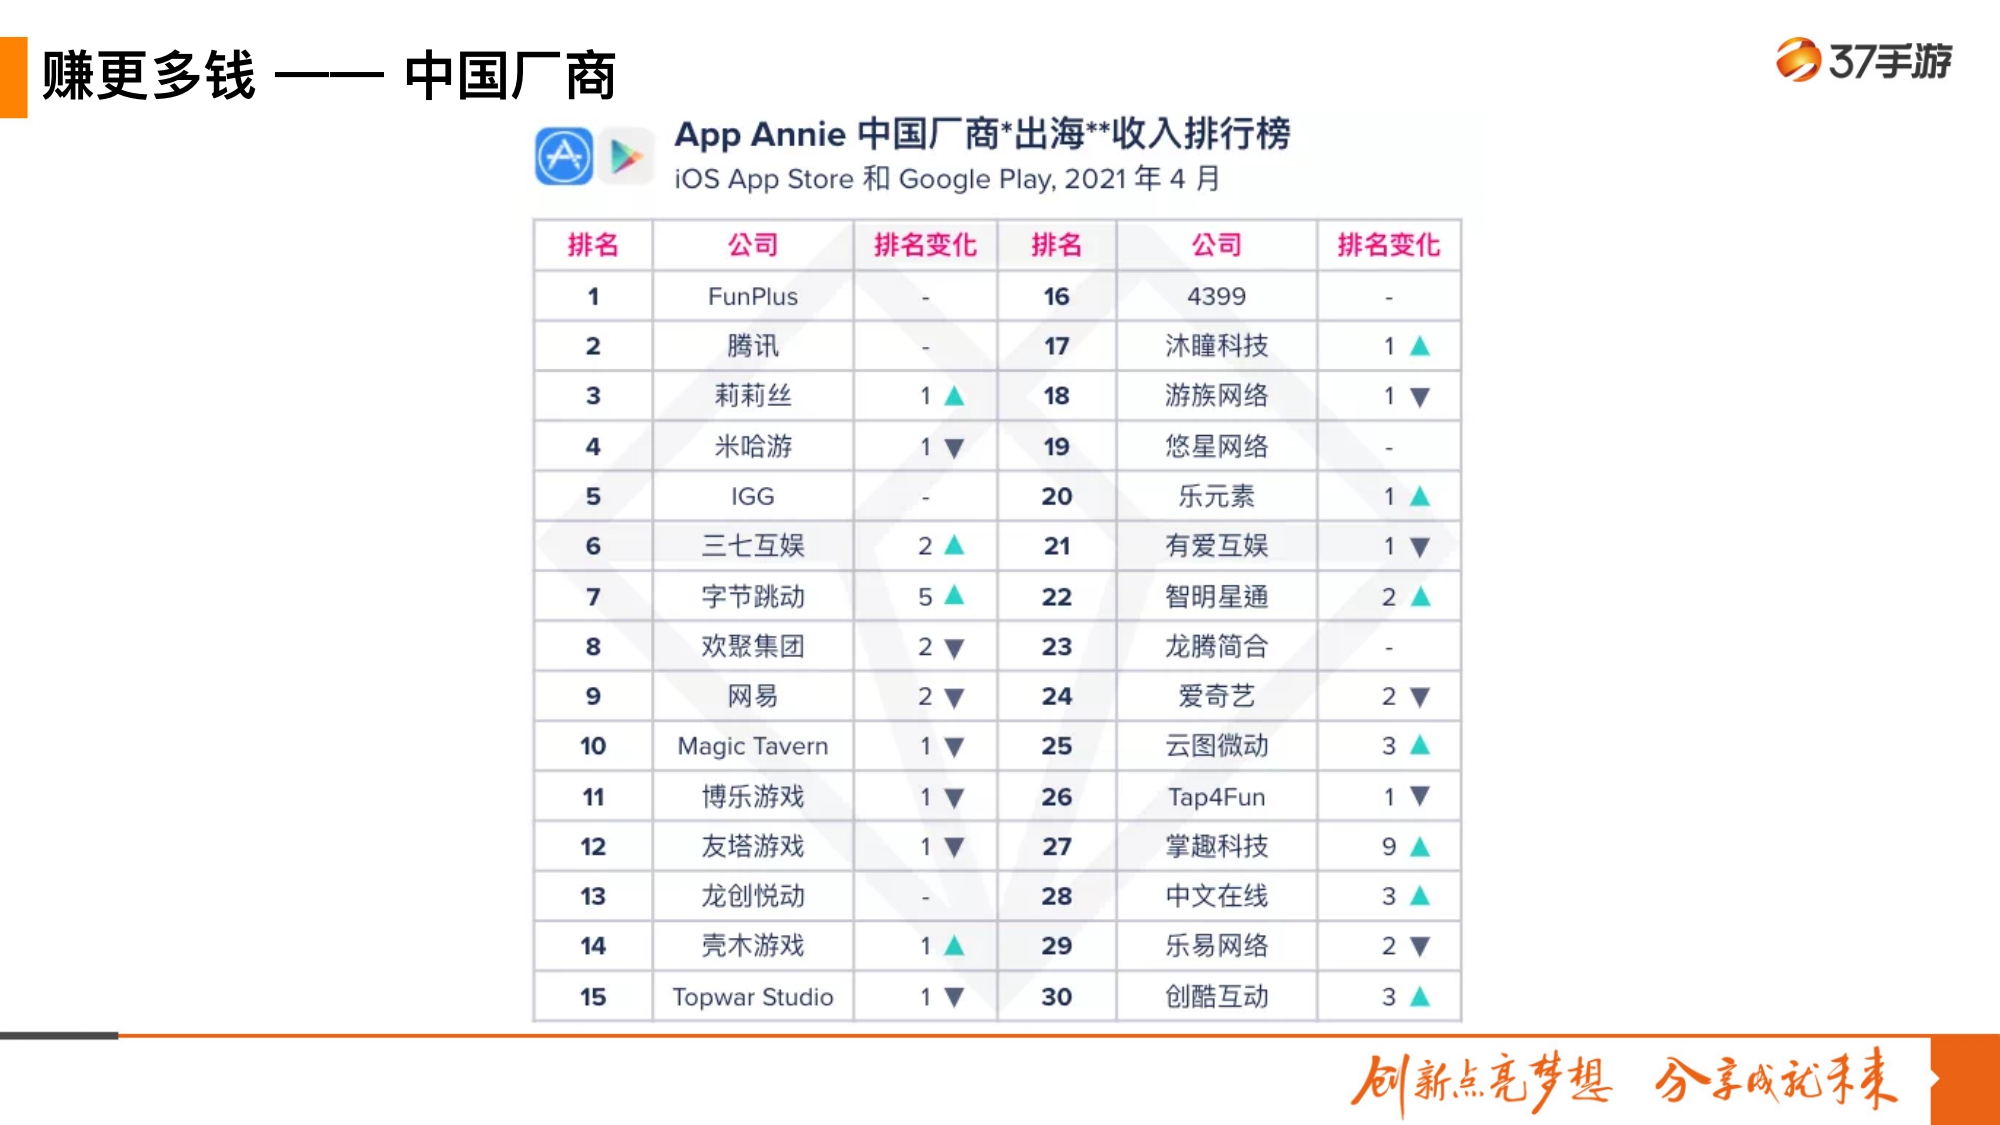 赚更多钱 —— 中国厂商
37手游
App Annie 中国厂商*出海**收入排行榜
iOS App Store 和 Google Play, 2021 年 4 月
排名 公司 排名变化 排名 公司 排名变化
1 FunPlus - 16 4399 -
2 腾讯 - 17 沐瞳科技 1 ▲
3 莉莉丝 1 ▲ 18 游族网络 1 ▼
4 米哈游 1 ▼ 19 悠星网络 -
5 IGG - 20 乐元素 1 ▲
6 三七互娱 2 ▲ 21 有爱互娱 1 ▼
7 字节跳动 5 ▲ 22 智明星通 2 ▲
8 欢聚集团 2 ▼ 23 龙腾简合 -
9 网易 2 ▼ 24 爱奇艺 2 ▼
10 Magic Tavern 1 ▼ 25 云图微动 3 ▲
11 博乐游戏 1 ▼ 26 Tap4Fun 1 ▼
12 友塔游戏 1 ▼ 27 掌趣科技 9 ▲
13 龙创悦动 - 28 中文在线 3 ▲
14 壳木游戏 1 ▲ 29 乐易网络 2 ▼
15 Topwar Studio 1 ▼ 30 创酷互动 3 ▲
创新点亮梦想 分享成就未来